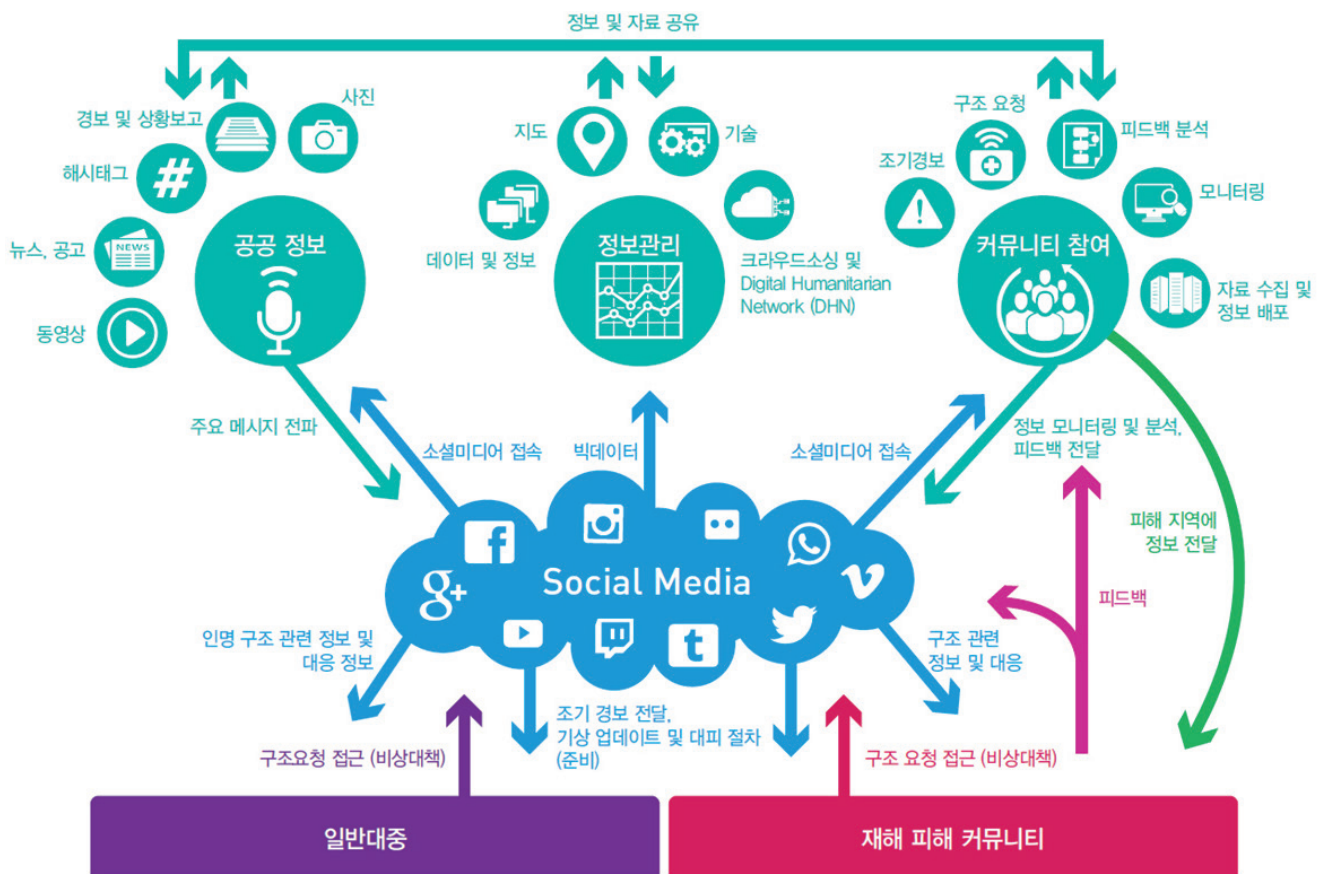 정보 및 자료 공유
경보 및 상황보고
사진
해시태그
#
뉴스, 공고
NEWS
동영상
공공 정보
지도
기술
데이터 및 정보
정보관리
크라우드소싱 및
Digital Humanitarian
Network (DHN)
구조 요청
피드백 분석
조기경보
모니터링
커뮤니티 참여
자료 수집 및
정보 배포
주요 메시지 전파
소셜미디어 접속
빅데이터
소셜미디어 접속
정보 모니터링 및 분석,
피드백 전달
피해 지역에
정보 전달
피드백
f
g+
Social Media
t
인명 구조 관련 정보 및
대응 정보
구조 관련
정보 및 대응
조기 경보 전달,
기상 업데이트 및 대피 절차
(준비)
구조요청 접근 (비상대책)
구조 요청 접근 (비상대책)
일반대중
재해 피해 커뮤니티